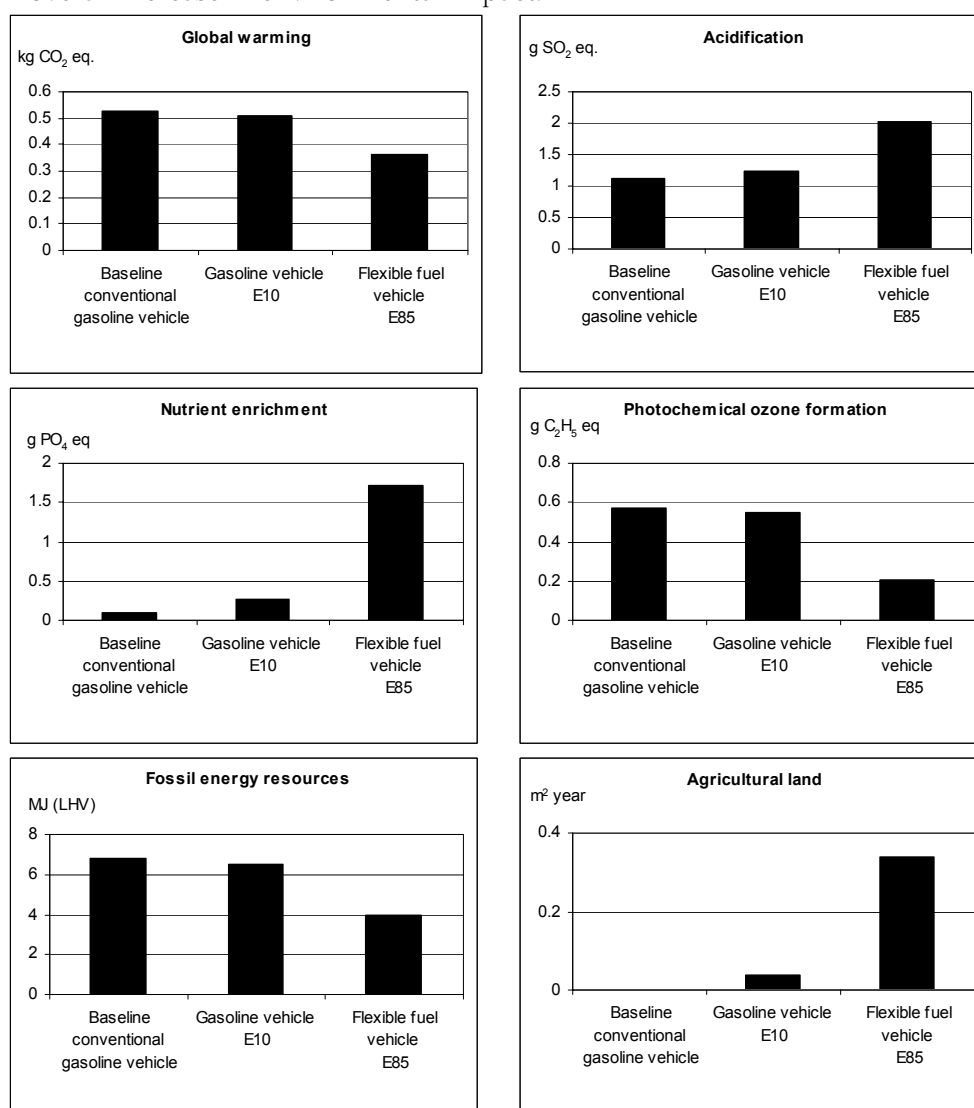 Global warming
kg CO₂ eq.
0.6
0.5
0.4
0.3
0.2
0.1
0
Baseline conventional gasoline vehicle
Gasoline vehicle E10
Flexible fuel vehicle E85
Acidification
g SO₂ eq.
2.5
2
1.5
1
0.5
0
Baseline conventional gasoline vehicle
Gasoline vehicle E10
Flexible fuel vehicle E85
Nutrient enrichment
g PO₄ eq
2
1.5
1
0.5
0
Baseline conventional gasoline vehicle
Gasoline vehicle E10
Flexible fuel vehicle E85
Photochemical ozone formation
g C₂H₅ eq
0.8
0.6
0.4
0.2
0
Baseline conventional gasoline vehicle
Gasoline vehicle E10
Flexible fuel vehicle E85
Fossil energy resources
MJ (LHV)
8
6
4
2
0
Baseline conventional gasoline vehicle
Gasoline vehicle E10
Flexible fuel vehicle E85
Agricultural land
m² year
0.4
0.2
0
Baseline conventional gasoline vehicle
Gasoline vehicle E10
Flexible fuel vehicle E85